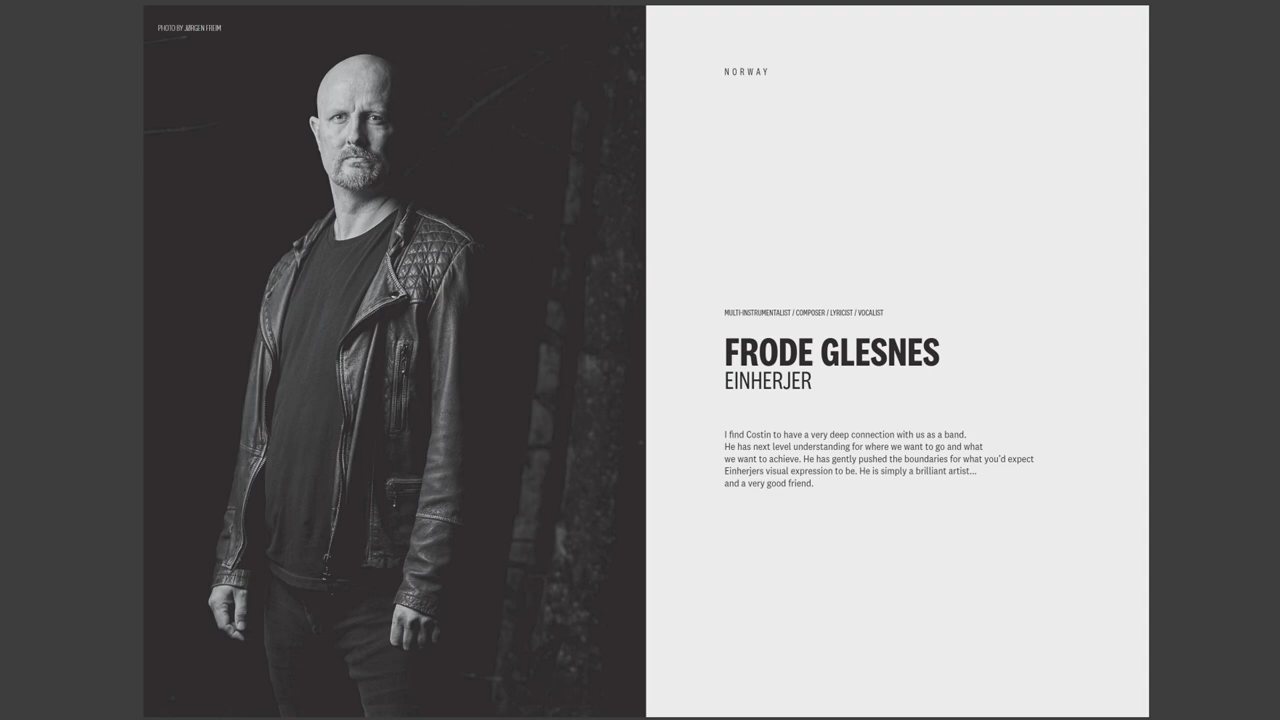 PHOTO BY JØRGEN FREIM
NORWAY
MULTI-INSTRUMENTALIST / COMPOSER / LYRICIST / VOCALIST
FRODE GLESNES
EINHERJER
I find Costin to have a very deep connection with us as a band.
He has next level understanding for where we want to go and what
we want to achieve. He has gently pushed the boundaries for what you'd expect
Einherjers visual expression to be. He is simply a brilliant artist...
and a very good friend.